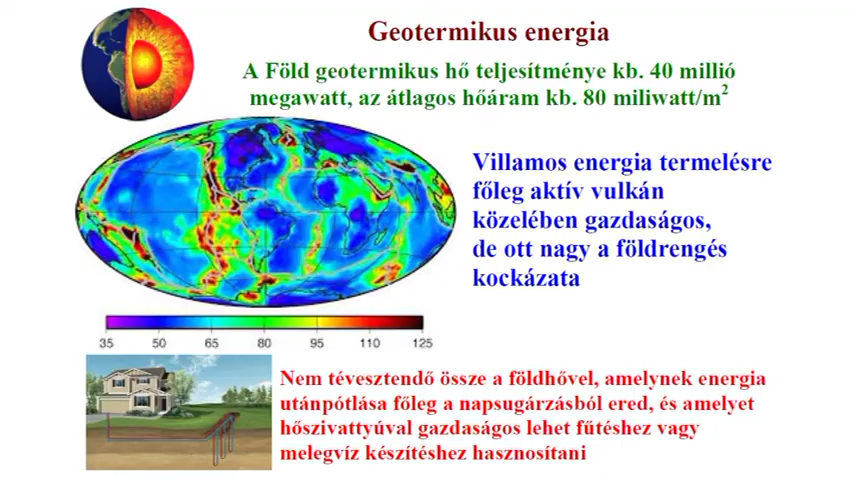 Geotermikus energia
A Föld geotermikus hő teljesítménye kb. 40 millió
megawatt, az átlagos hőáram kb. 80 miliwatt/m²
Villamos energia termelésre
főleg aktív vulkán
közelében gazdaságos,
de ott nagy a földrengés
kockázata
35 50 65 80 95 110 125
Nem tévesztendő össze a földhővel, amelynek energia
utánpótlása főleg a napsugárzásból ered, és amelyet
hőszivattyúval gazdaságos lehet fűtéshez vagy
melegvíz készítéshez hasznosítani